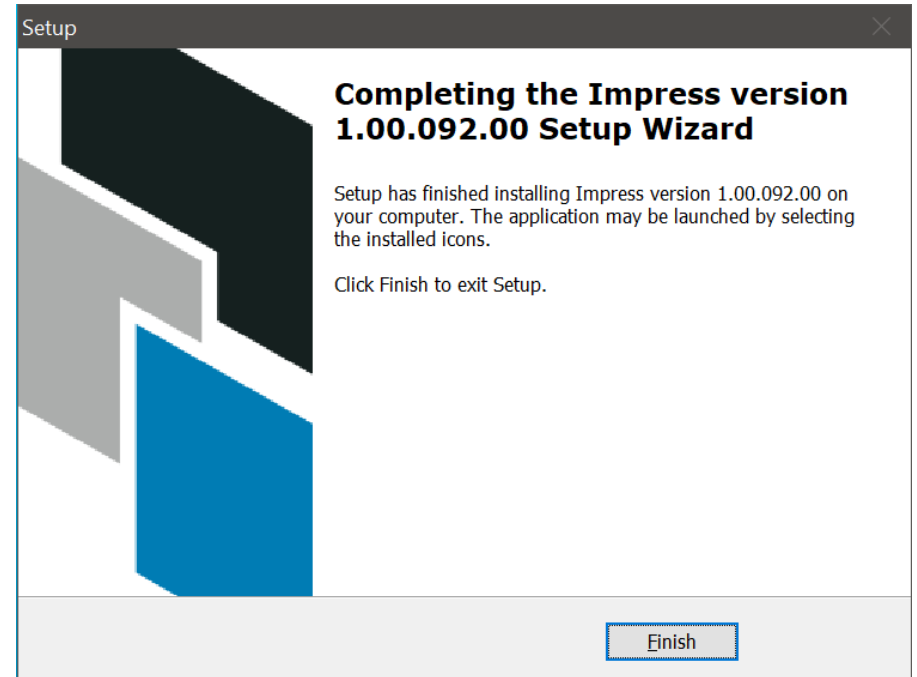 Setup
Completing the Impress version
1.00.092.00 Setup Wizard
Setup has finished installing Impress version 1.00.092.00 on
your computer. The application may be launched by selecting
the installed icons.
Click Finish to exit Setup.
Finish